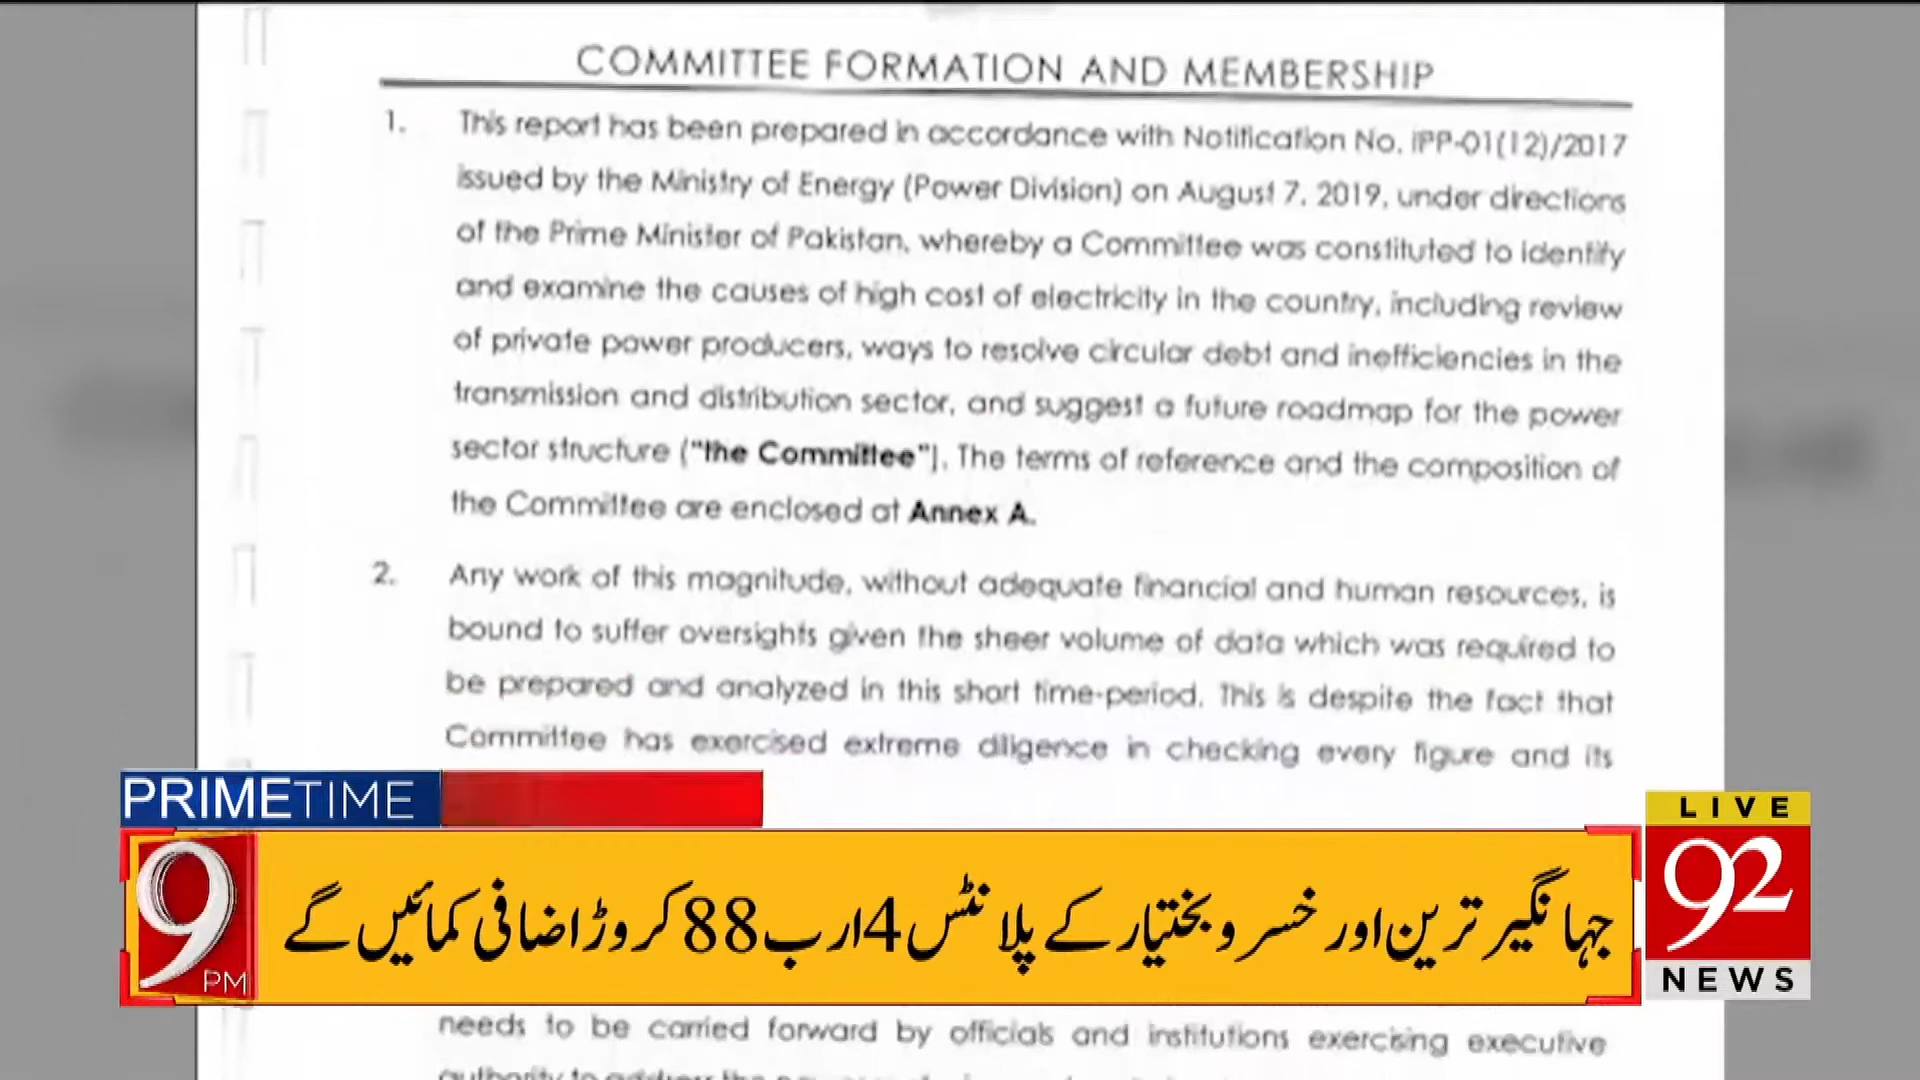 COMMITTEE FORMATION AND MEMBERSHIP
1. This report has been prepared in accordance with Notification No. IPP-01(12)/2017
issued by the Ministry of Energy (Power Division) on August 7, 2019, under directions
of the Prime Minister of Pakistan, whereby a Committee was constituted to identify
and examine the causes of high cost of electricity in the country, including review
of private power producers, ways to resolve circular debt and inefficiencies in the
transmission and distribution sector, and suggest a future roadmap for the power
sector structure ("the Committee"). The terms of reference and the composition of
the Committee are enclosed at Annex A.
2. Any work of this magnitude, without adequate financial and human resources, is
bound to suffer oversights given the sheer volume of data which was required to
be prepared and analyzed in this short time-period. This is despite the fact that
Committee has exercised extreme diligence in checking every figure and its
PRIMETIME
9 PM
جہانگیر ترین اور خسرو بختیار کے پلانٹس 4 ارب 88 کروڑ اضافی کمائیں گے
LIVE
92
NEWS
needs to be carried forward by officials and institutions exercising executive
authority to address the